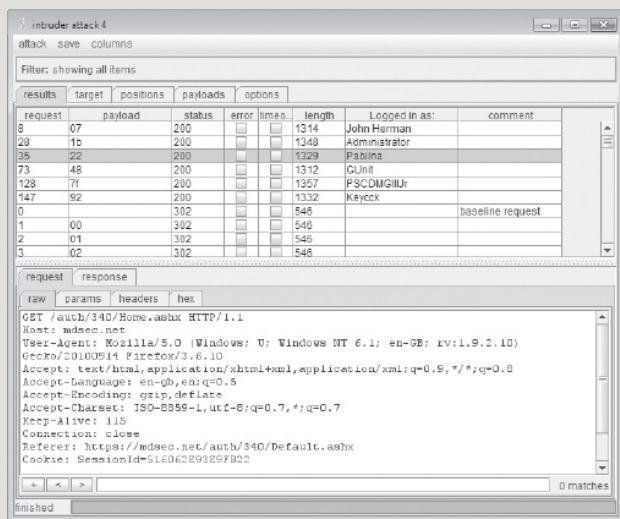 intruder attack 4
attack save columns
Filter: showing all items
results target positions payloads options
request payload status error timeo... length Logged in as: comment
8 07 200 1314 John Herman
28 1b 200 1348 Administrator
35 22 200 1329 Pablina
73 48 200 1312 GUnit
128 7f 200 1357 PSCDMGIIIJr
147 92 200 1332 Keycck
0 302 546 baseline request
1 00 302 546
2 01 302 546
3 02 302 546
request response
raw params headers hex
GET /auth/340/Home.ashx HTTP/1.1
Host: mdsec.net
User-Agent: Mozilla/5.0 (Windows; U; Windows NT 6.1; en-GB; rv:1.9.2.10)
Gecko/20100914 Firefox/3.6.10
Accept: text/html,application/xhtml+xml,application/xml;q=0.9,*/*;q=0.8
Accept-Language: en-gb,en;q=0.5
Accept-Encoding: gzip,deflate
Accept-Charset: ISO-8859-1,utf-8;q=0.7,*;q=0.7
Keep-Alive: 115
Connection: close
Referer: https://mdsec.net/auth/340/Default.ashx
Cookie: SessionId=516062E93E9FB22
+ < > 0 matches
finished